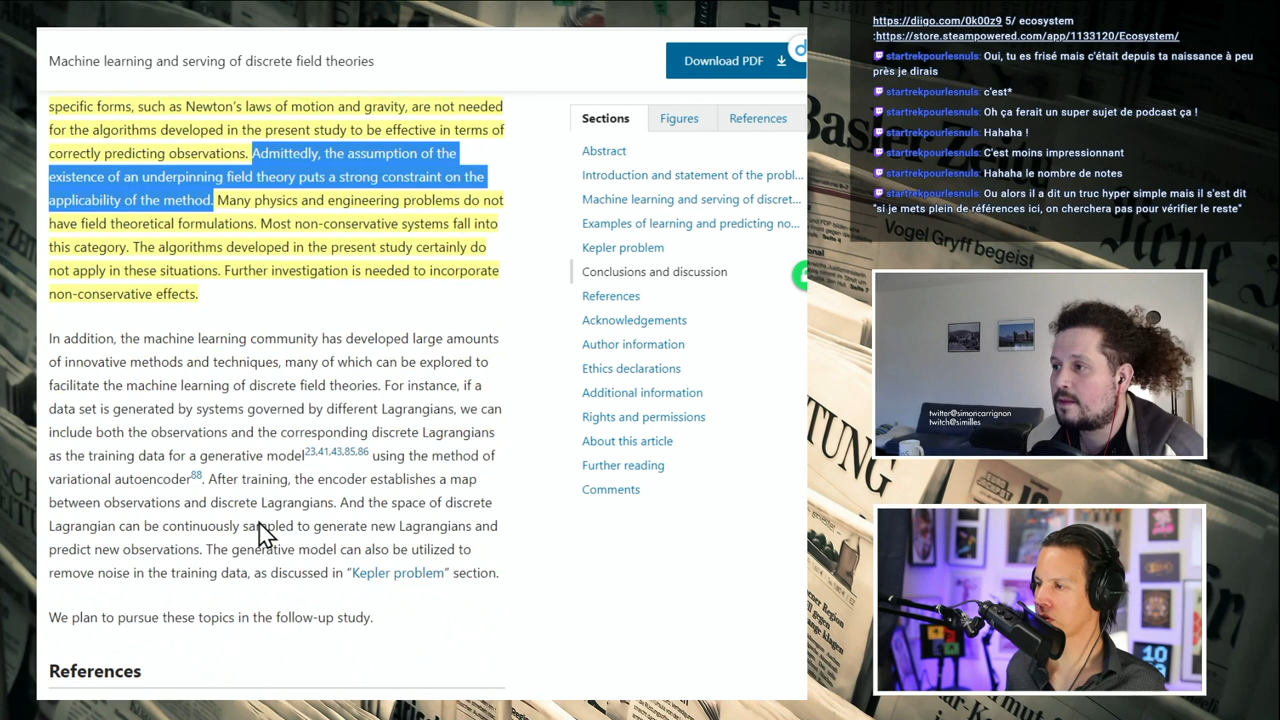 Machine learning and serving of discrete field theories
Download PDF
specific forms, such as Newton's laws of motion and gravity, are not needed
for the algorithms developed in the present study to be effective in terms of
correctly predicting observations. Admittedly, the assumption of the
existence of an underpinning field theory puts a strong constraint on the
applicability of the method. Many physics and engineering problems do not
have field theoretical formulations. Most non-conservative systems fall into
this category. The algorithms developed in the present study certainly do
not apply in these situations. Further investigation is needed to incorporate
non-conservative effects.
In addition, the machine learning community has developed large amounts
of innovative methods and techniques, many of which can be explored to
facilitate the machine learning of discrete field theories. For instance, if a
data set is generated by systems governed by different Lagrangians, we can
include both the observations and the corresponding discrete Lagrangians
as the training data for a generative model23,41,43,85,86 using the method of
variational autoencoder88. After training, the encoder establishes a map
between observations and discrete Lagrangians. And the space of discrete
Lagrangian can be continuously sampled to generate new Lagrangians and
predict new observations. The generative model can also be utilized to
remove noise in the training data, as discussed in “Kepler problem” section.
We plan to pursue these topics in the follow-up study.
References
Sections
Figures
References
Abstract
Introduction and statement of the probl...
Machine learning and serving of discret...
Examples of learning and predicting no...
Kepler problem
Conclusions and discussion
References
Acknowledgements
Author information
Ethics declarations
Additional information
Rights and permissions
About this article
Further reading
Comments
https://diigo.com/0k00z9 5/ ecosystem
:https://store.steampowered.com/app/1133120/Ecosystem/
startrekpourlesnuls: Oui, tu es frisé mais c'était depuis ta naissance à peu
près je dirais
startrekpourlesnuls: c'est*
startrekpourlesnuls: Oh ça ferait un super sujet de podcast ça !
startrekpourlesnuls: Hahaha !
startrekpourlesnuls: C'est moins impressionnant
startrekpourlesnuls: Hahaha le nombre de notes
startrekpourlesnuls: Ou alors il a dit un truc hyper simple mais il s'est dit
"si je mets plein de références ici, on cherchera pas pour vérifier le reste"
Basler
Vogel Gryff begeist
twitter@simoncarrignon
twitch@similles